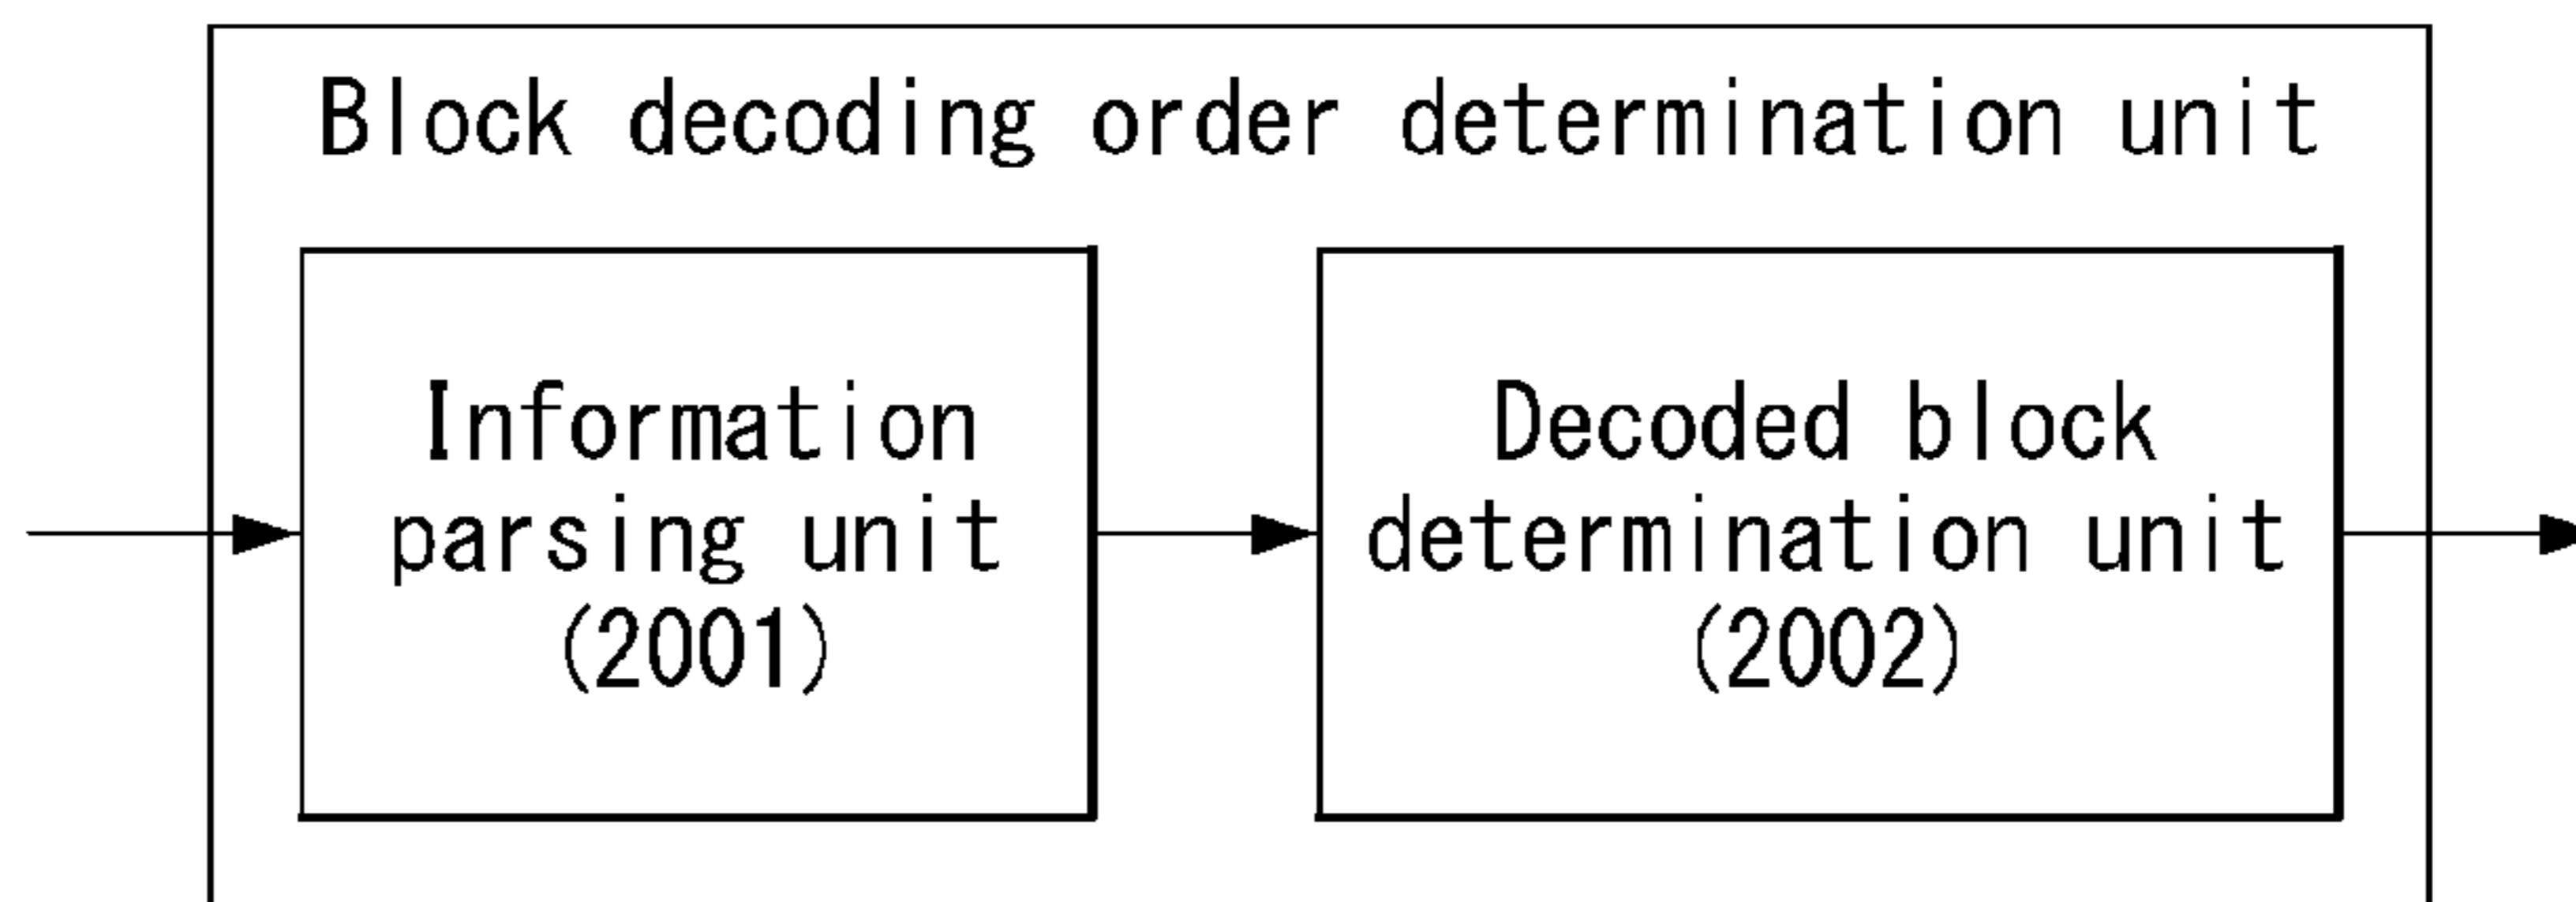 Block decoding order determination unit
Information
parsing unit
(2001)
Decoded block
determination unit
(2002)